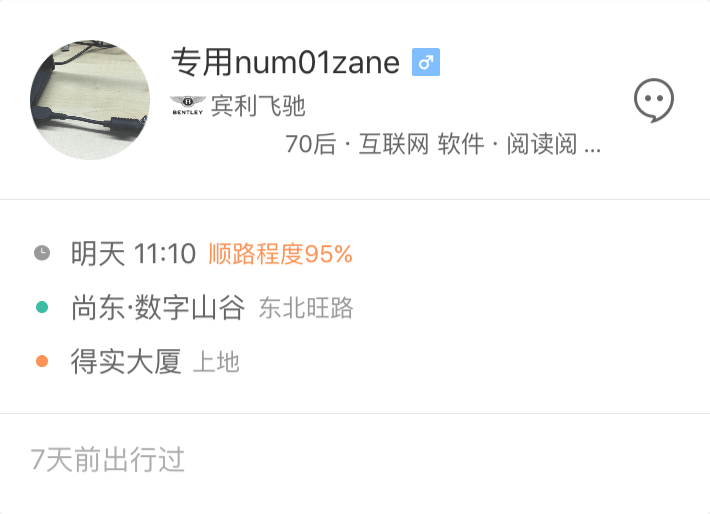 专用num01zane
BENTLEY 宾利飞驰
70后 · 互联网 软件 · 阅读阅 ...
明天 11:10 顺路程度95%
尚东·数字山谷 东北旺路
得实大厦 上地
7天前出行过